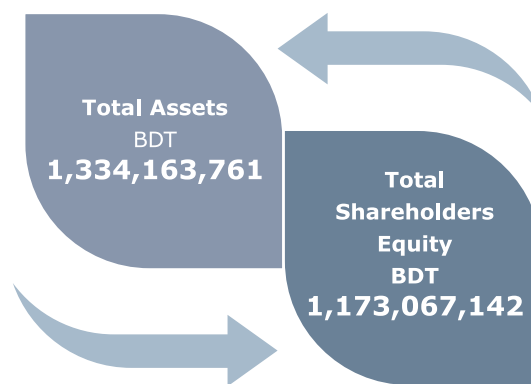 Total Assets
BDT
1,334,163,761
Total
Shareholders
Equity
BDT
1,173,067,142